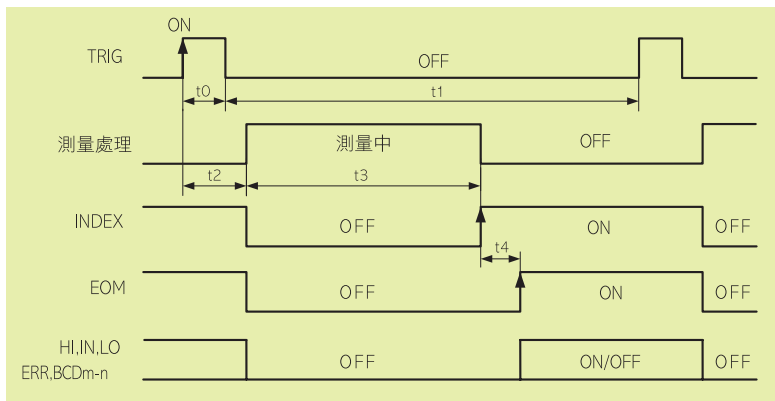 ON
TRIG
OFF
t0
t1
測量處理
測量中
OFF
t2
t3
INDEX
OFF
ON
OFF
t4
EOM
OFF
ON
OFF
HI,IN,LO
ERR,BCDm-n
OFF
ON/OFF
OFF